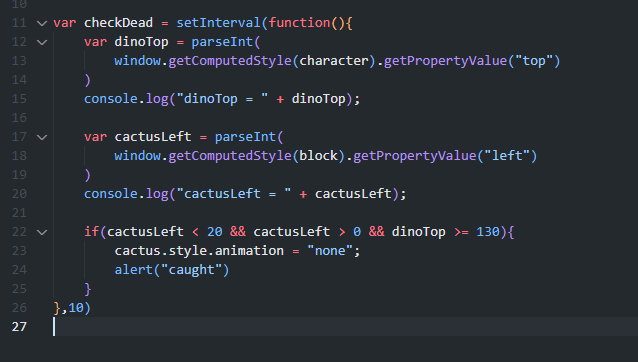 10
11 var checkDead = setInterval(function(){
12 var dinoTop = parseInt(
13 window.getComputedStyle(character).getPropertyValue("top")
14 )
15 console.log("dinoTop = " + dinoTop);
16
17 var cactusLeft = parseInt(
18 window.getComputedStyle(block).getPropertyValue("left")
19 )
20 console.log("cactusLeft = " + cactusLeft);
21
22 if(cactusLeft < 20 && cactusLeft > 0 && dinoTop >= 130){
23 cactus.style.animation = "none";
24 alert("caught")
25 }
26 },10)
27